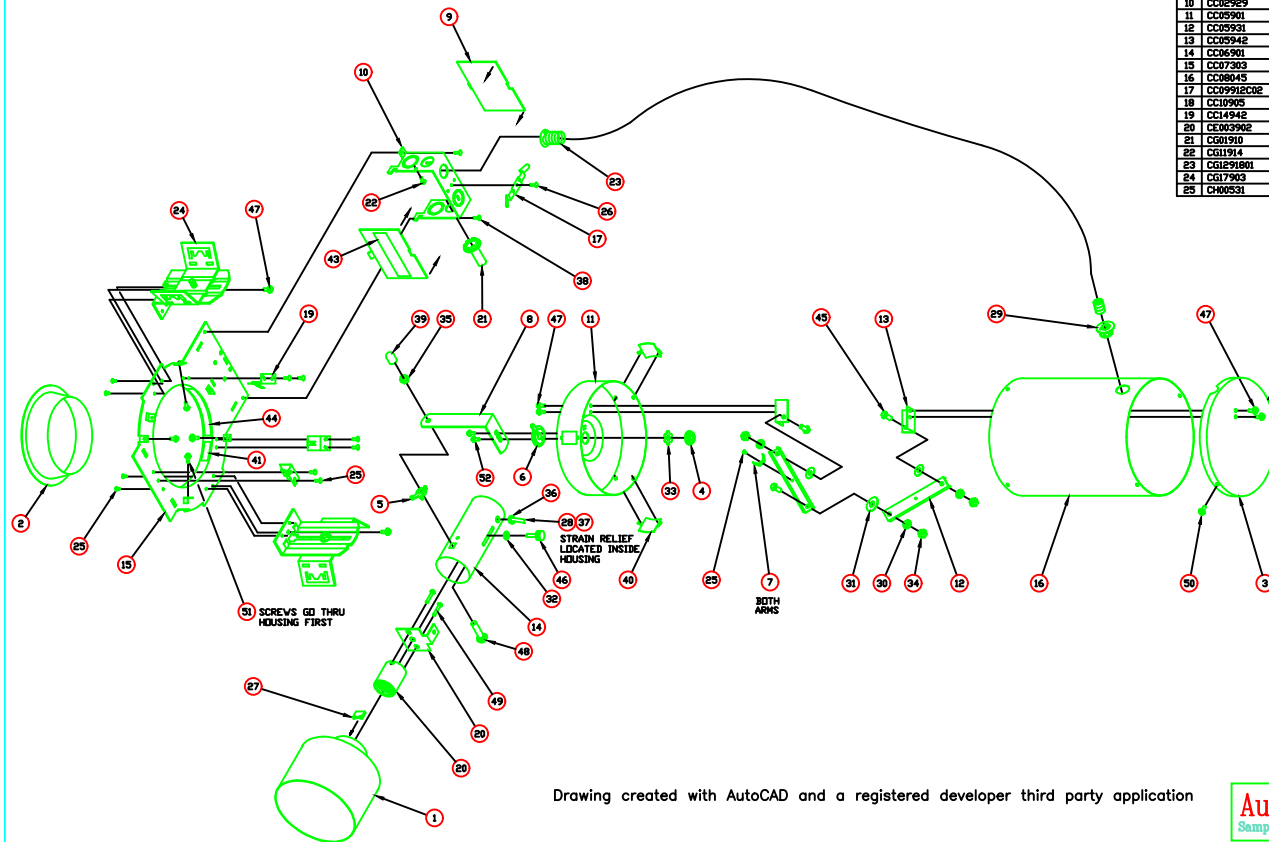 10 CC02929
11 CC05901
12 CC05931
13 CC05942
14 CC06901
15 CC07303
16 CC08045
17 CC09912C02
18 CC10905
19 CC14942
20 CE003902
21 CG01910
22 CG11914
23 CG1291801
24 CG17903
25 CH00531
9
10
23
22
26
24
47
17
43
38
19
39
35
21
8
47
11
45
13
29
47
44
41
25
52
6
33
4
2
5
36
28 37
STRAIN RELIEF
LOCATED INSIDE
HOUSING
25
15
46
40
25
7
31
30
34
12
16
50
3
BOTH
ARMS
32
51 SCREWS GO THRU
HOUSING FIRST
14
48
27
49
20
20
1
Drawing created with AutoCAD and a registered developer third party application
Au
Samp